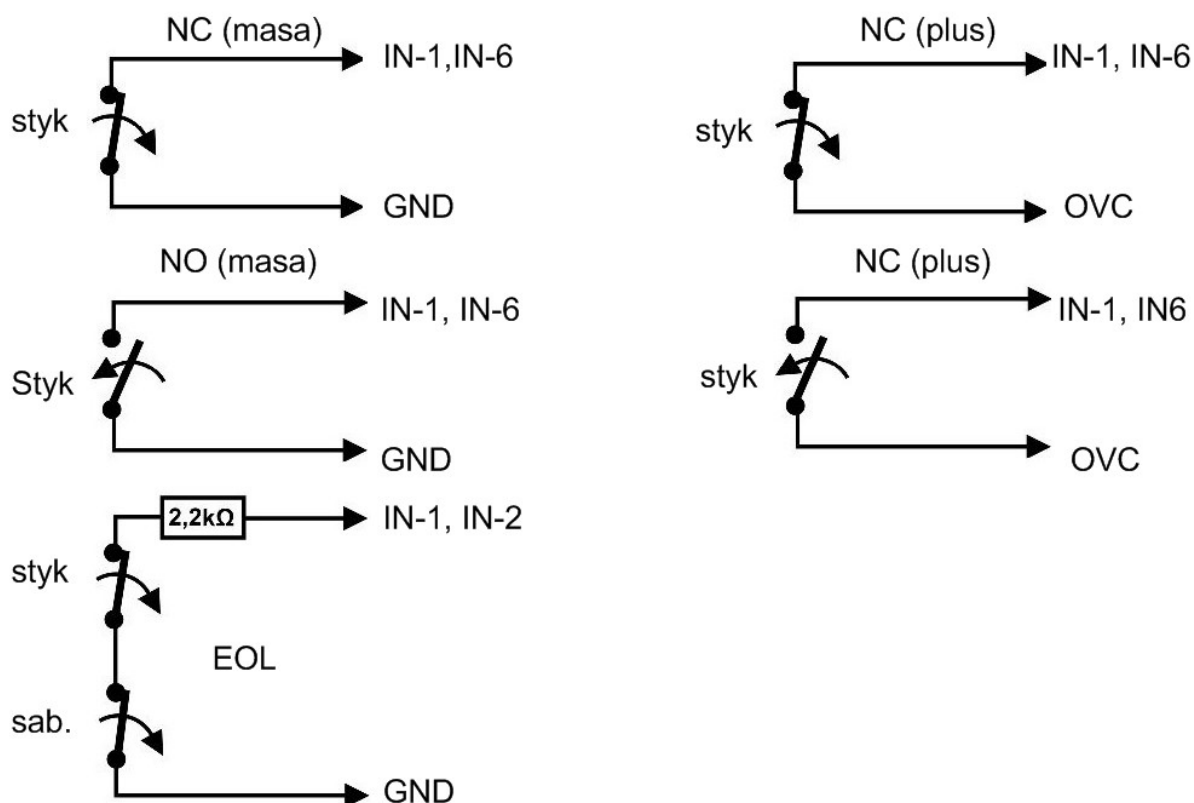 NC (masa)
IN-1,IN-6
styk
GND
NC (plus)
IN-1, IN-6
styk
OVC
NO (masa)
IN-1, IN-6
Styk
GND
NC (plus)
IN-1, IN6
styk
OVC
2,2kΩ
IN-1, IN-2
styk
EOL
sab.
GND